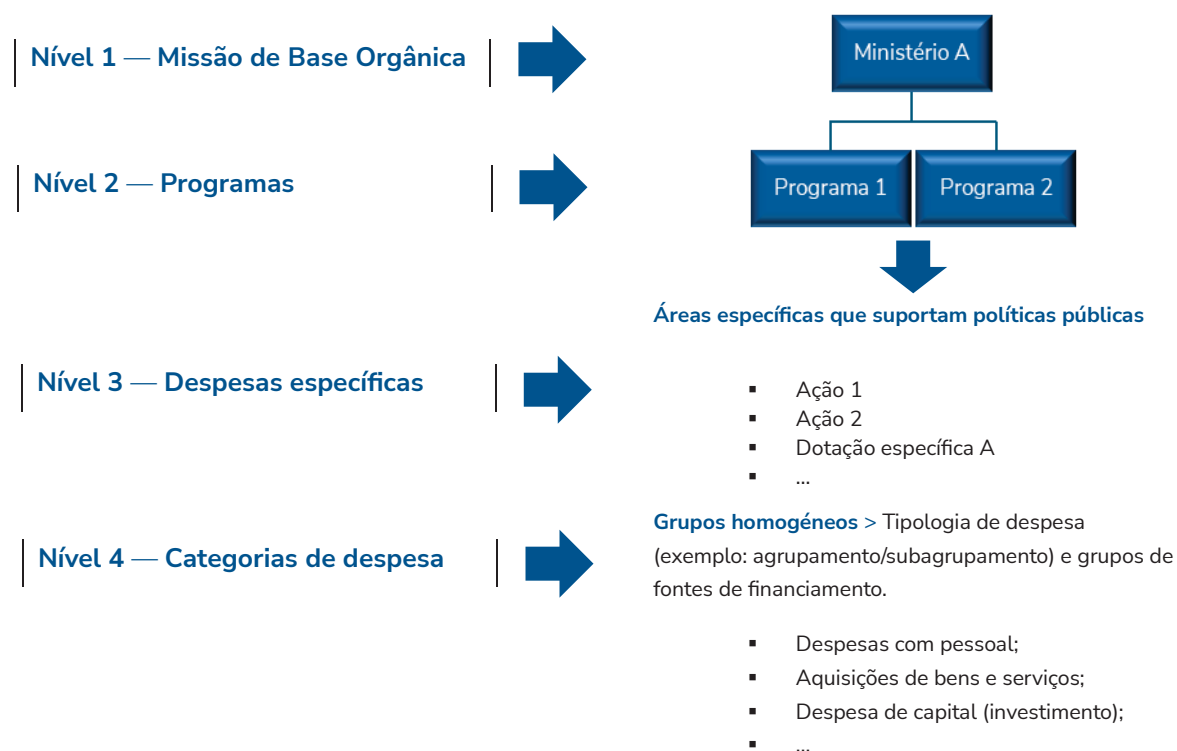 Nível 1 — Missão de Base Orgânica
Ministério A
Nível 2 — Programas
Programa 1
Programa 2
Áreas específicas que suportam políticas públicas
Nível 3 — Despesas específicas
▪ Ação 1
▪ Ação 2
▪ Dotação específica A
▪ ...
Nível 4 — Categorias de despesa
Grupos homogéneos > Tipologia de despesa
(exemplo: agrupamento/subagrupamento) e grupos de
fontes de financiamento.
▪ Despesas com pessoal;
▪ Aquisições de bens e serviços;
▪ Despesa de capital (investimento);
▪ ...